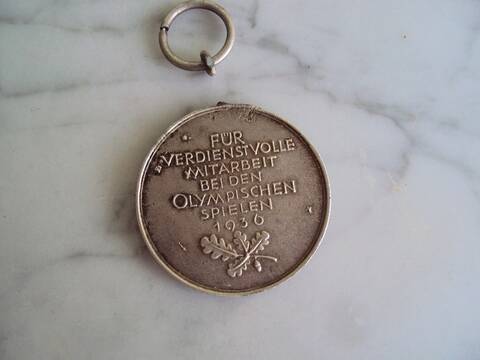 FÜR
VERDIENSTVOLLE
MITARBEIT
BEI DEN
OLYMPISCHEN
SPIELEN
1936